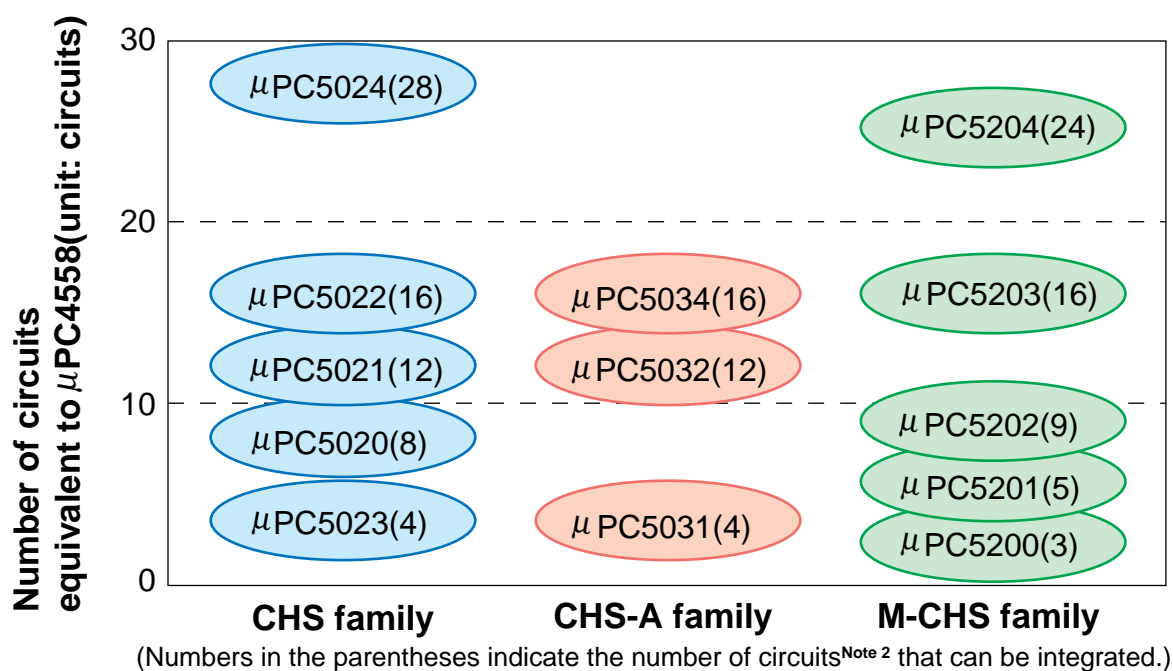 Number of circuits
equivalent to μPC4558(unit: circuits)
30
20
10
0
μPC5024(28)
μPC5022(16)
μPC5021(12)
μPC5020(8)
μPC5023(4)
μPC5034(16)
μPC5032(12)
μPC5031(4)
μPC5204(24)
μPC5203(16)
μPC5202(9)
μPC5201(5)
μPC5200(3)
CHS family
CHS-A family
M-CHS family
(Numbers in the parentheses indicate the number of circuitsNote 2 that can be integrated.)